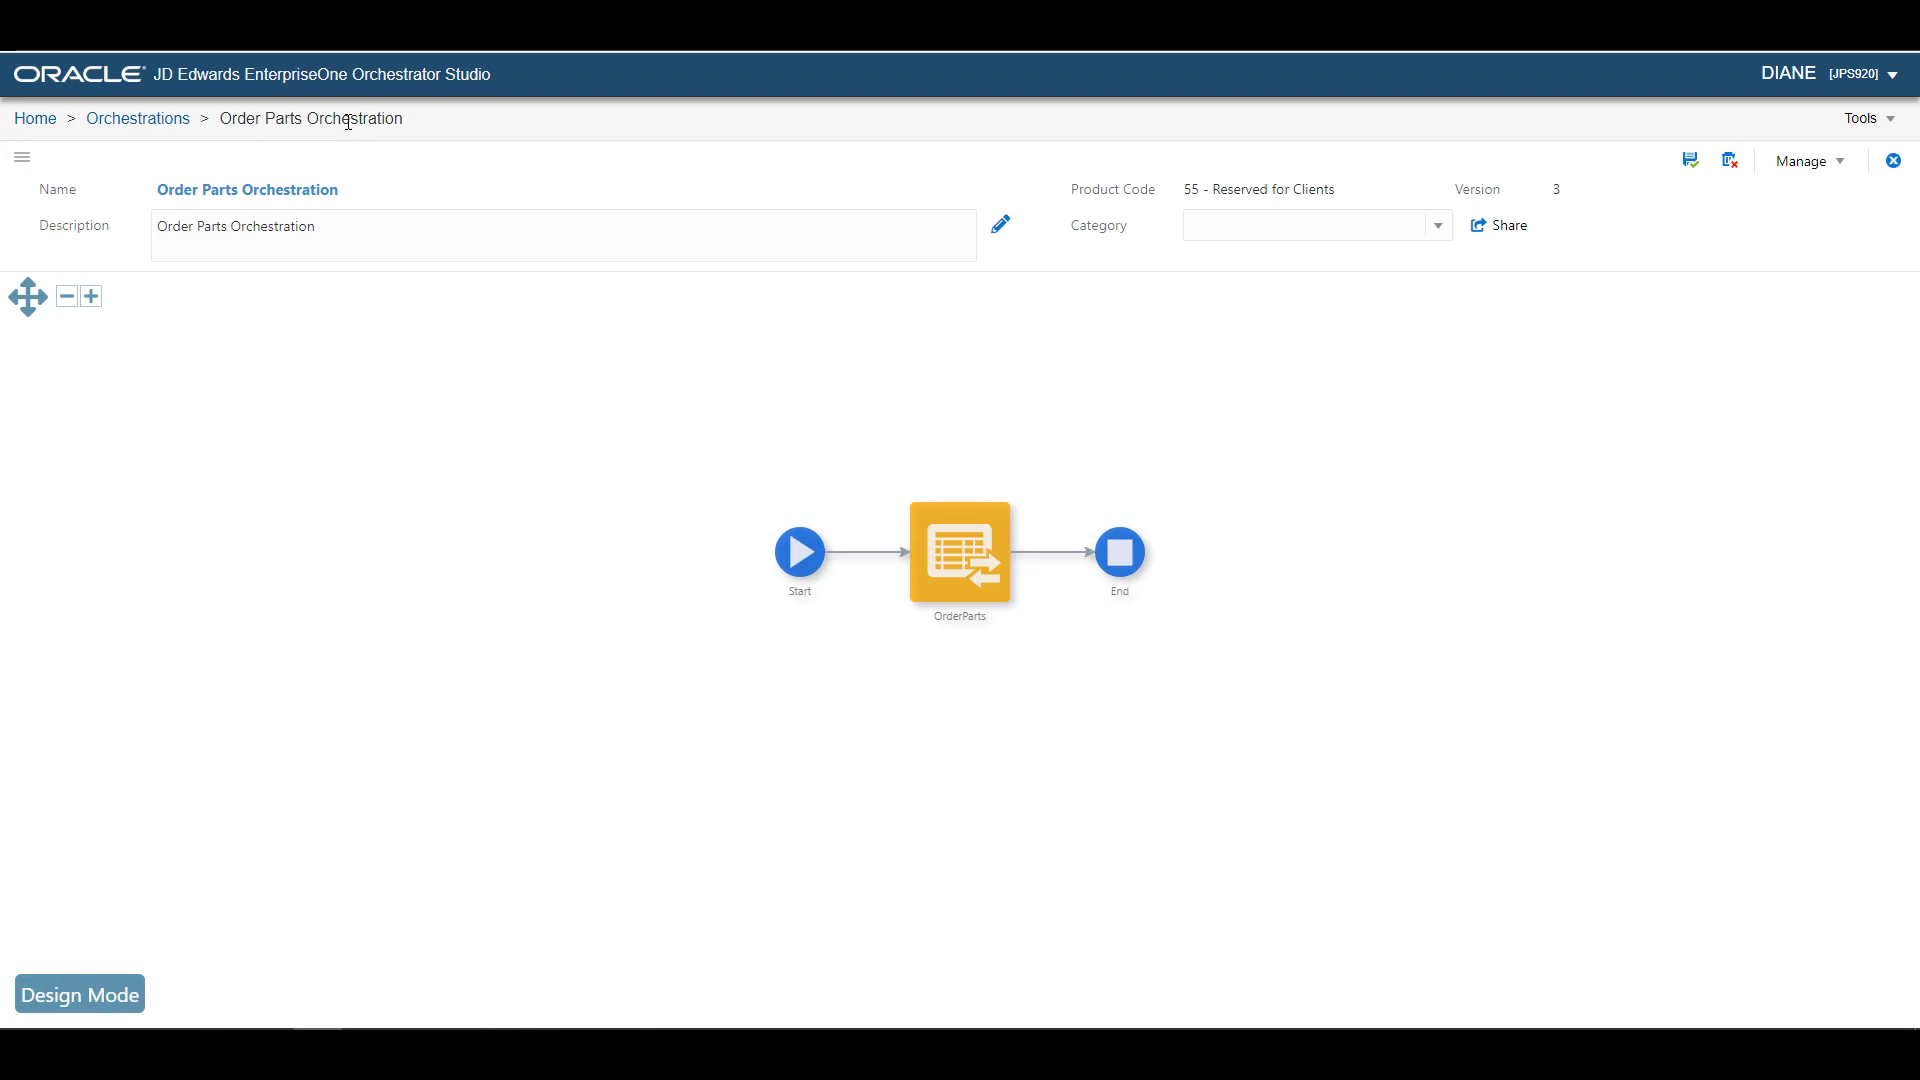 ORACLE JD Edwards EnterpriseOne Orchestrator Studio
DIANE [JPS920]
Home > Orchestrations > Order Parts Orchestration
Tools
Manage
Name Order Parts Orchestration
Product Code 55 - Reserved for Clients
Version 3
Description Order Parts Orchestration
Category
Share
Start
OrderParts
End
Design Mode